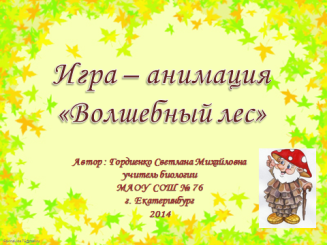 Игра – анимация
«Волшебный лес»
Автор : Гордиенко Светлана Михайловна
учитель биологии
МАОУ СОШ № 76
г. Екатеринбург
2014